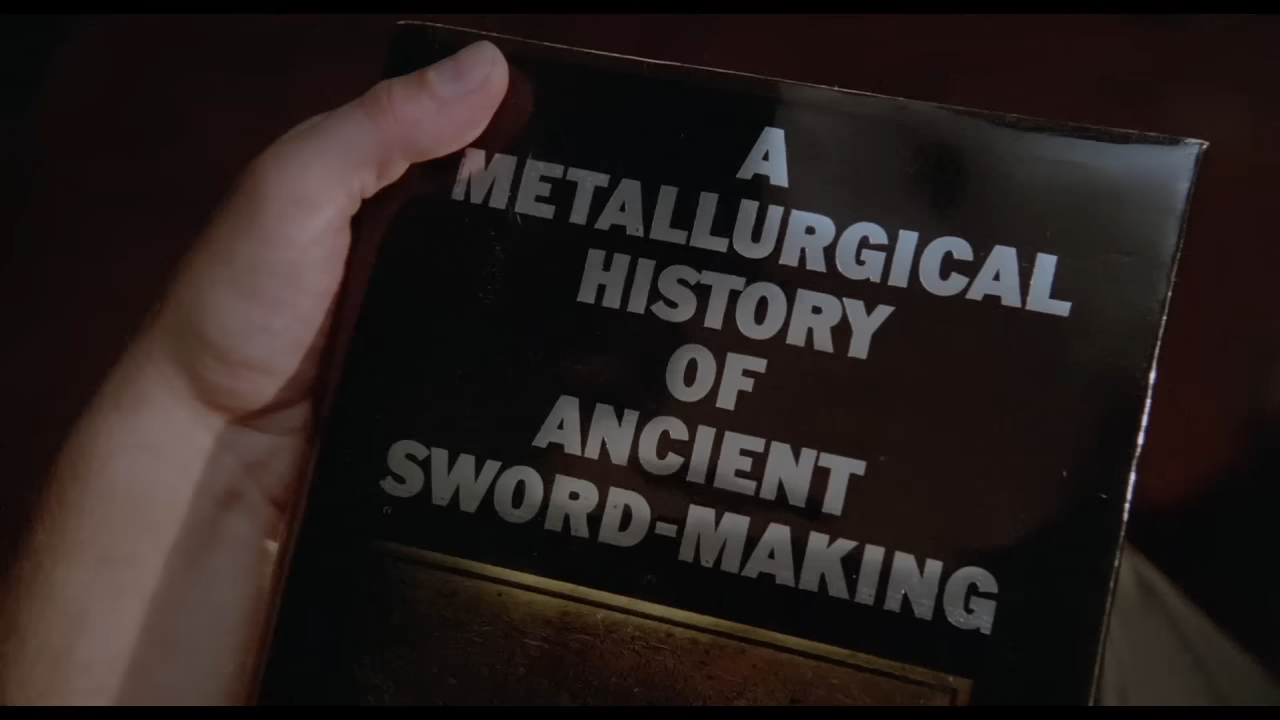 A
METALLURGICAL
HISTORY
OF
ANCIENT
SWORD-MAKING